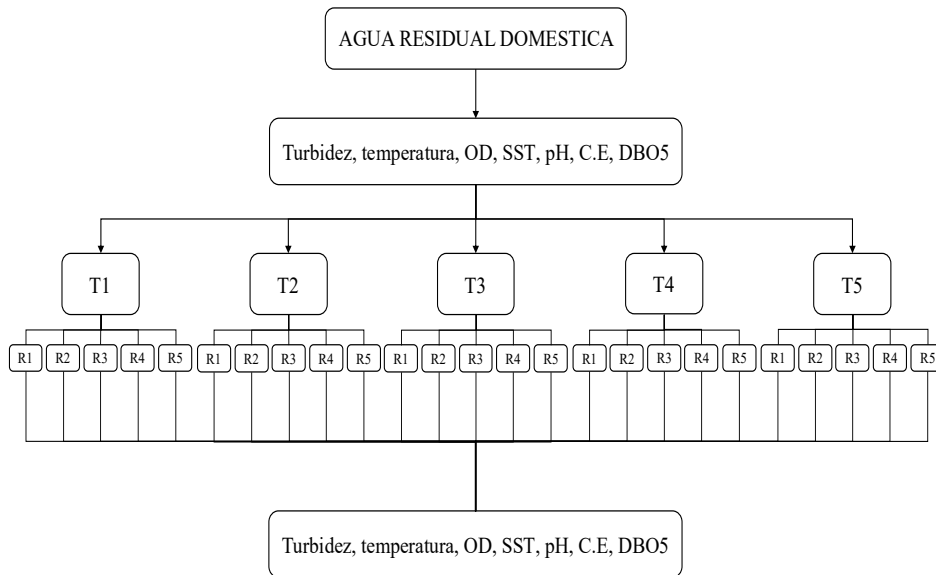 AGUA RESIDUAL DOMESTICA
Turbidez, temperatura, OD, SST, pH, C.E, DBO5
T1 T2 T3 T4 T5
R1 R2 R3 R4 R5 R1 R2 R3 R4 R5 R1 R2 R3 R4 R5 R1 R2 R3 R4 R5 R1 R2 R3 R4 R5
Turbidez, temperatura, OD, SST, pH, C.E, DBO5